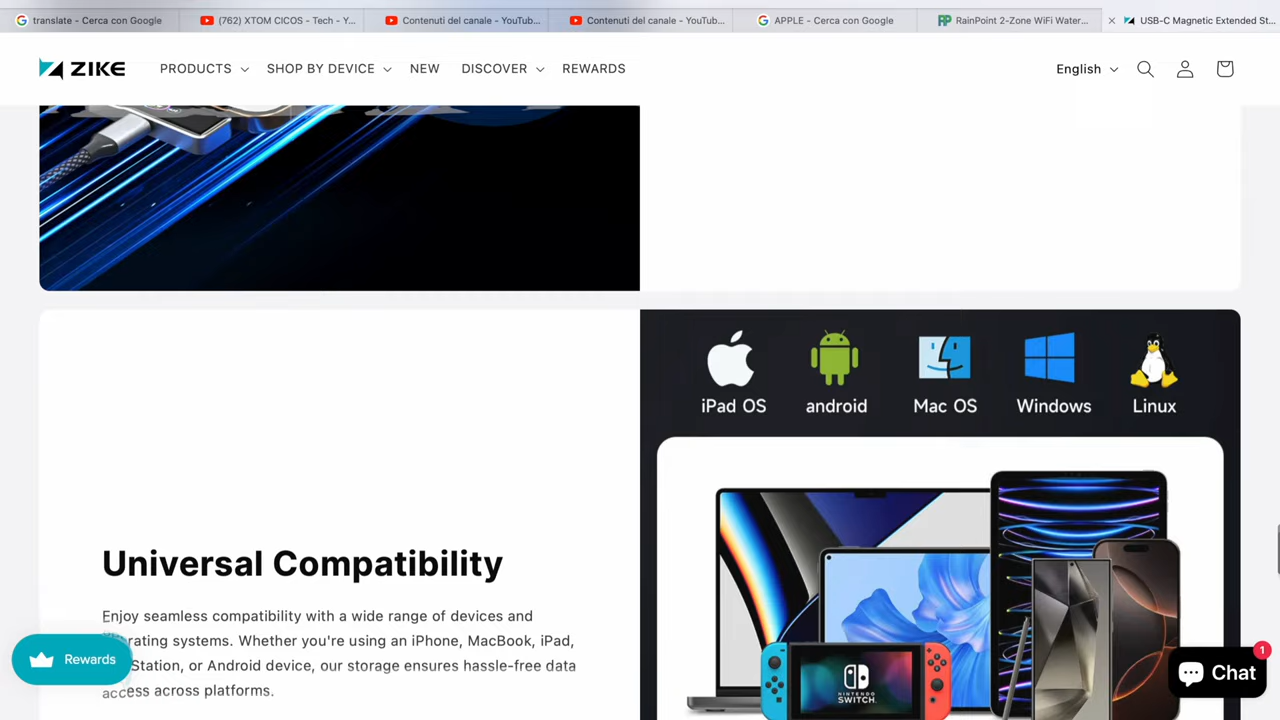 translate - Cerca con Google
(762) XTOM CICOS - Tech - Y...
Contenuti del canale - YouTub...
Contenuti del canale - YouTub...
APPLE - Cerca con Google
RainPoint 2-Zone WiFi Water...
USB-C Magnetic Extended St...
ZIKE
PRODUCTS
SHOP BY DEVICE
NEW
DISCOVER
REWARDS
English
iPad OS
android
Mac OS
Windows
Linux
Universal Compatibility
Enjoy seamless compatibility with a wide range of devices and
rating systems. Whether you're using an iPhone, MacBook, iPad,
Station, or Android device, our storage ensures hassle-free data
access across platforms.
Rewards
NINTENDO
SWITCH
Chat
1